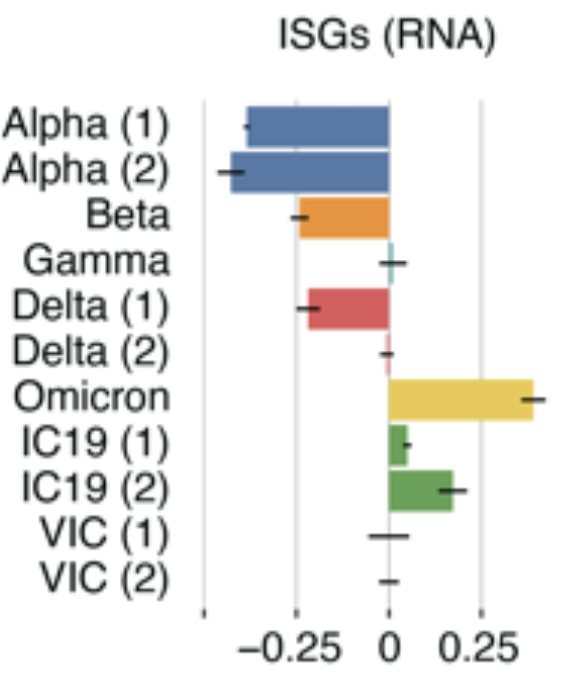 ISGs (RNA)
Alpha (1)
Alpha (2)
Beta
Gamma
Delta (1)
Delta (2)
Omicron
IC19 (1)
IC19 (2)
VIC (1)
VIC (2)
−0.25 0 0.25